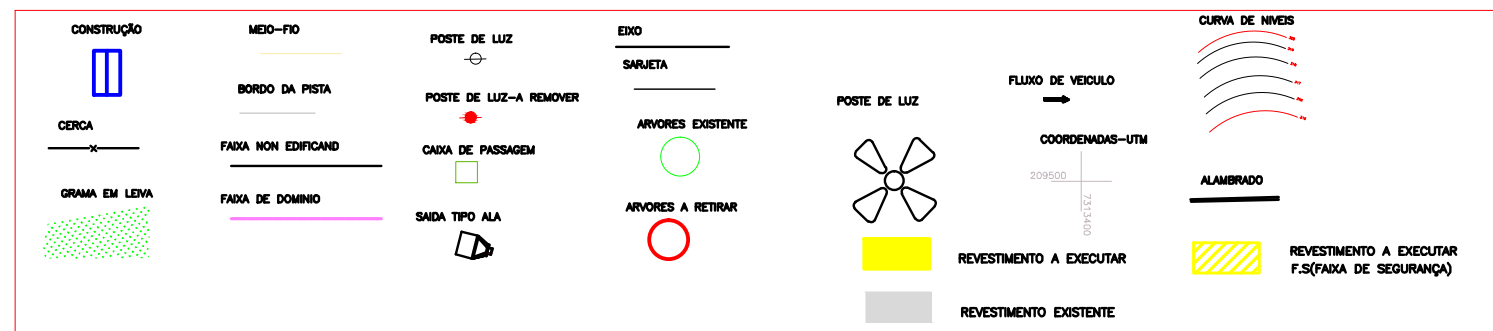 CONSTRUÇÃO
CERCA
GRAMA EM LEIVA
MEIO-FIO
BORDO DA PISTA
FAIXA NON EDIFICAND
FAIXA DE DOMINIO
POSTE DE LUZ
POSTE DE LUZ-A REMOVER
CAIXA DE PASSAGEM
SAIDA TIPO ALA
EIXO
SARJETA
ARVORES EXISTENTE
ARVORES A RETIRAR
POSTE DE LUZ
REVESTIMENTO A EXECUTAR
REVESTIMENTO EXISTENTE
FLUXO DE VEICULO
COORDENADAS-UTM
209500
7313400
CURVA DE NIVEIS
ALAMBRADO
REVESTIMENTO A EXECUTAR
F.S(FAIXA DE SEGURANÇA)